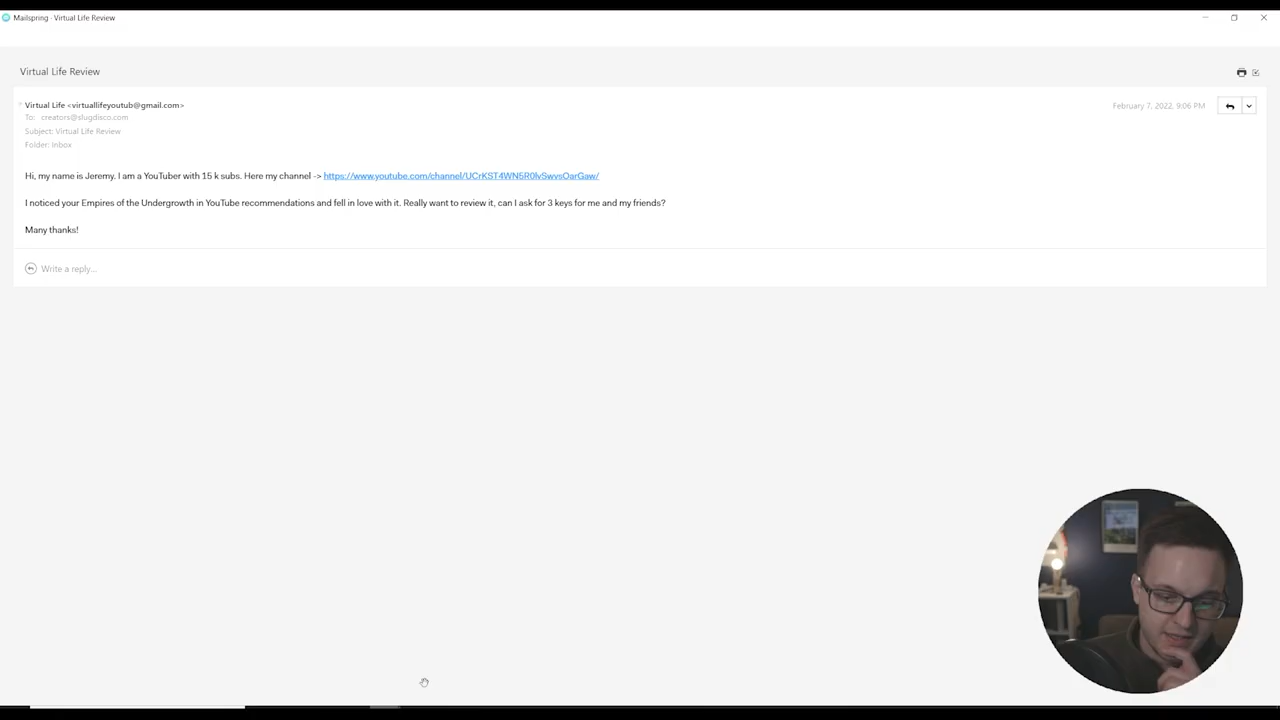 Mailspring · Virtual Life Review
Virtual Life Review
Virtual Life <virtuallifeyoutub@gmail.com>
February 7, 2022, 9:06 PM
To: creators@slugdisco.com
Subject: Virtual Life Review
Folder: Inbox
Hi, my name is Jeremy. I am a YouTuber with 15 k subs. Here my channel -> https://www.youtube.com/channel/UCrKST4WN5R0lvSwvsOarGaw/
I noticed your Empires of the Undergrowth in YouTube recommendations and fell in love with it. Really want to review it, can I ask for 3 keys for me and my friends?
Many thanks!
Write a reply...